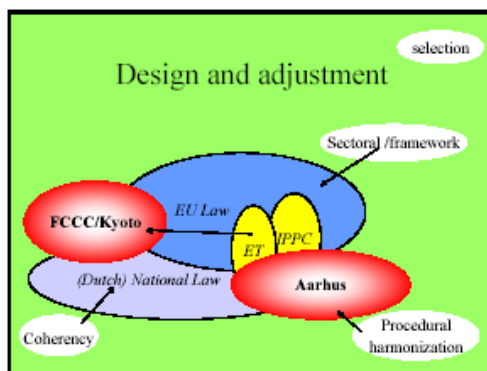 selection
Design and adjustment
Sectoral /framework
EU Law
FCCC/Kyoto
IPPC
ET
(Dutch) National Law
Aarhus
Coherency
Procedural
harmonization